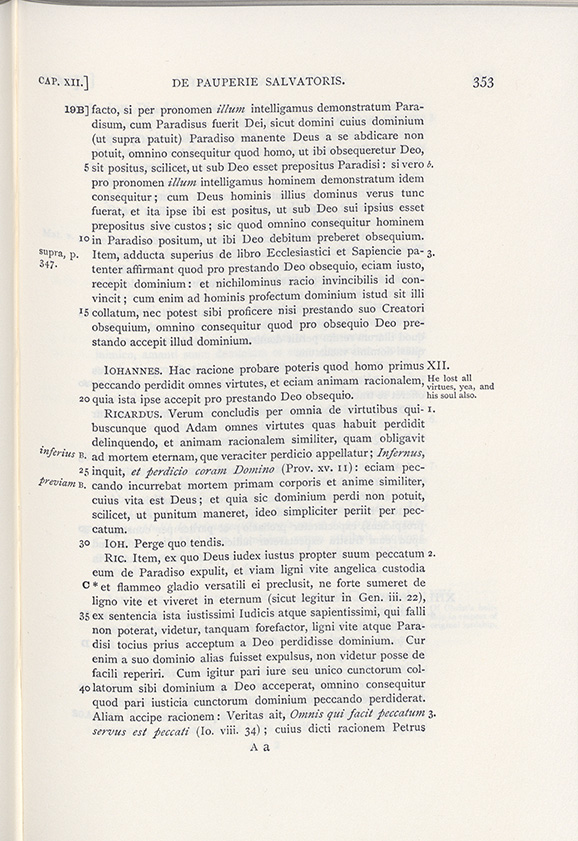 CAP. XII.] DE PAUPERIE SALVATORIS. 353
19B] facto, si per pronomen illum intelligamus demonstratum Para-
disum, cum Paradisus fuerit Dei, sicut domini cuius dominium
(ut supra patuit) Paradiso manente Deus a se abdicare non
potuit, omnino consequitur quod homo, ut ibi obsequeretur Deo,
5 sit positus, scilicet, ut sub Deo esset prepositus Paradisi: si vero b.
pro pronomen illum intelligamus hominem demonstratum idem
consequitur; cum Deus hominis illius dominus verus tunc
fuerat, et ita ipse ibi est positus, ut sub Deo sui ipsius esset
prepositus sive custos; sic quod omnino consequitur hominem
10 in Paradiso positum, ut ibi Deo debitum preberet obsequium.
supra, p. 347. Item, adducta superius de libro Ecclesiastici et Sapiencie pa- 3.
tenter affirmant quod pro prestando Deo obsequio, eciam iusto,
recepit dominium: et nichilominus racio invincibilis id con-
vincit; cum enim ad hominis profectum dominium istud sit illi
15 collatum, nec potest sibi proficere nisi prestando suo Creatori
obsequium, omnino consequitur quod pro obsequio Deo pre-
stando accepit illud dominium.
IOHANNES. Hac racione probare poteris quod homo primus XII.
peccando perdidit omnes virtutes, et eciam animam racionalem, He lost all virtues, yea, and his soul also.
20 quia ista ipse accepit pro prestando Deo obsequio.
RICARDUS. Verum concludis per omnia de virtutibus qui- 1.
buscunque quod Adam omnes virtutes quas habuit perdidit
delinquendo, et animam racionalem similiter, quam obligavit
inferius B. ad mortem eternam, que veraciter perdicio appellatur; Infernus,
25 inquit, et perdicio coram Domino (Prov. xv. 11): eciam pec-
previam B. cando incurrebat mortem primam corporis et anime similiter,
cuius vita est Deus; et quia sic dominium perdi non potuit,
scilicet, ut punitum maneret, ideo simpliciter periit per pec-
catum.
30 IOH. Perge quo tendis.
RIC. Item, ex quo Deus iudex iustus propter suum peccatum 2.
eum de Paradiso expulit, et viam ligni vite angelica custodia
C * et flammeo gladio versatili ei preclusit, ne forte sumeret de
ligno vite et viveret in eternum (sicut legitur in Gen. iii. 22),
35 ex sentencia ista iustissimi Iudicis atque sapientissimi, qui falli
non poterat, videtur, tanquam forefactor, ligni vite atque Para-
disi tocius prius acceptum a Deo perdidisse dominium. Cur
enim a suo dominio alias fuisset expulsus, non videtur posse de
facili reperiri. Cum igitur pari iure seu unico cunctorum col-
40 latorum sibi dominium a Deo acceperat, omnino consequitur
quod pari iusticia cunctorum dominium peccando perdiderat.
Aliam accipe racionem: Veritas ait, Omnis qui facit peccatum 3.
servus est peccati (Io. viii. 34); cuius dicti racionem Petrus
A a